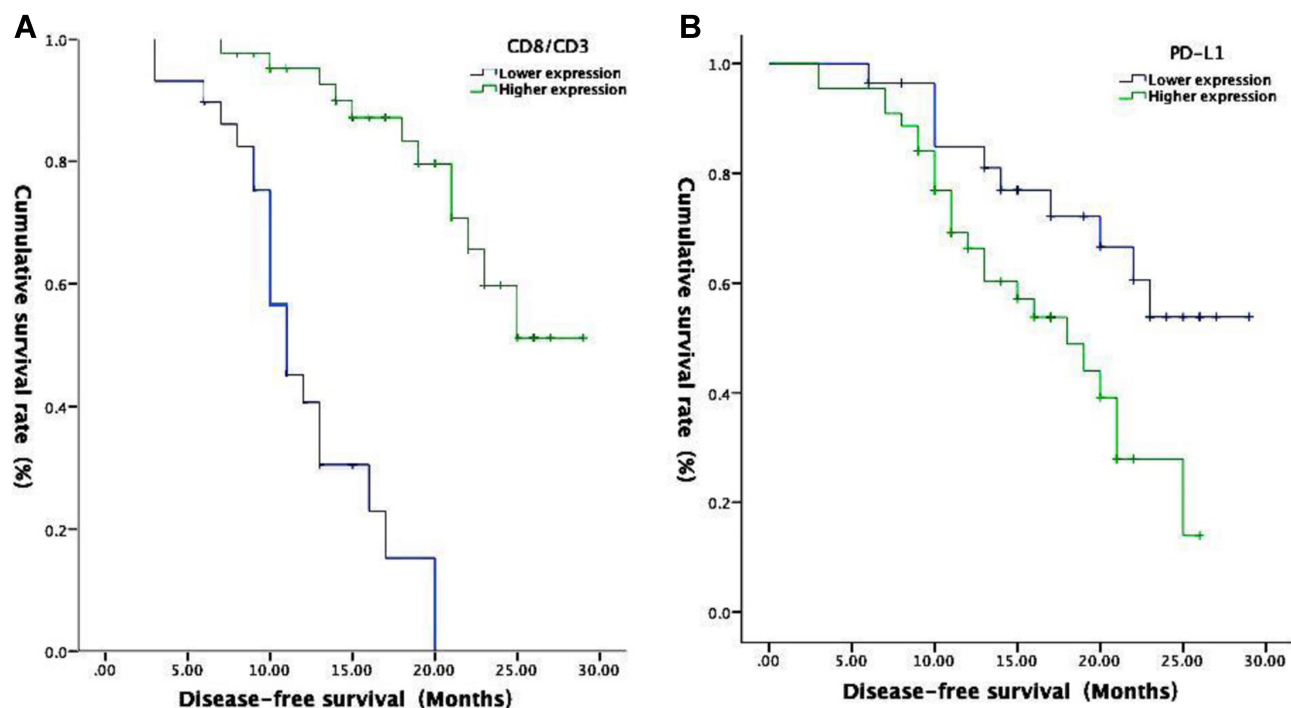 A
CD8/CD3
Lower expression
Higher expression
1.0
0.8
0.6
0.4
0.2
0.0
Cumulative survival rate (%)
.00 5.00 10.00 15.00 20.00 25.00 30.00
Disease-free survival (Months)
B
PD-L1
Lower expression
Higher expression
1.0
0.8
0.6
0.4
0.2
0.0
Cumulative survival rate (%)
.00 5.00 10.00 15.00 20.00 25.00 30.00
Disease-free survival (Months)